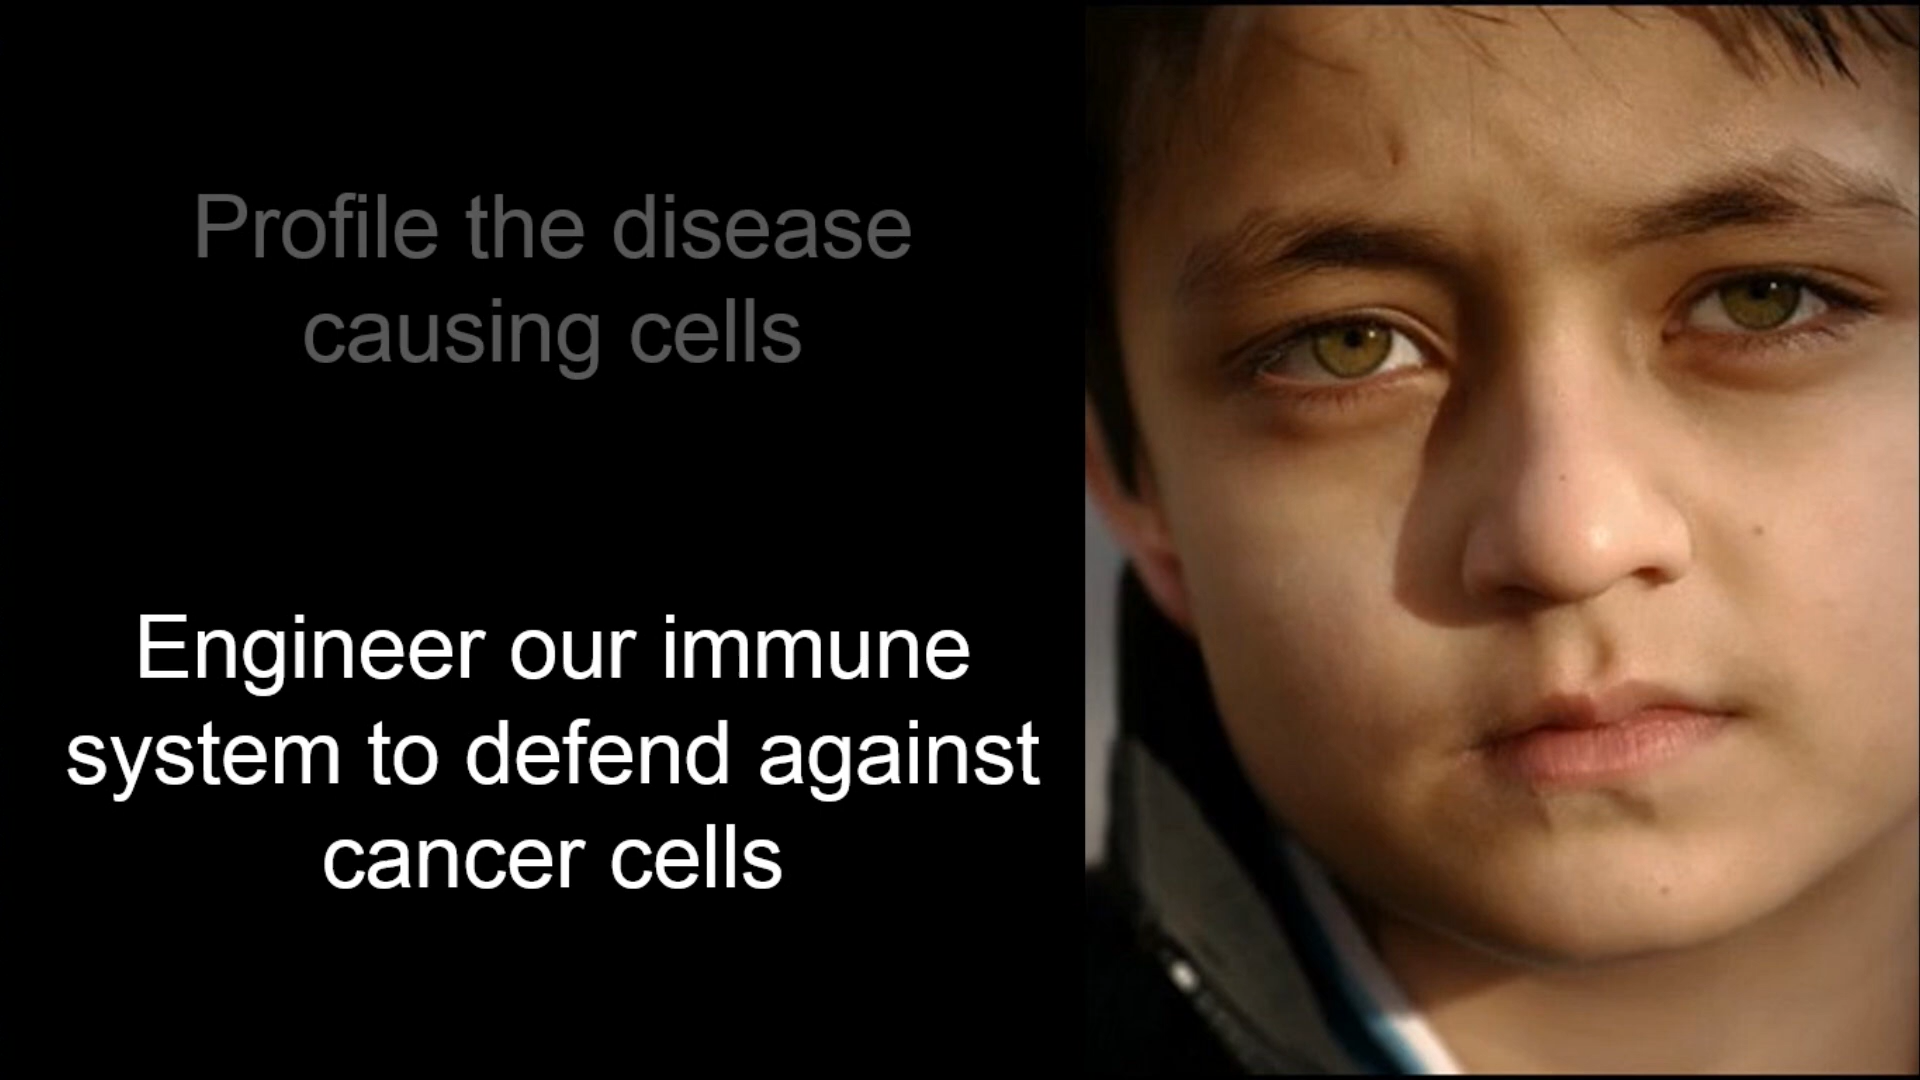 Profile the disease
causing cells
Engineer our immune
system to defend against
cancer cells